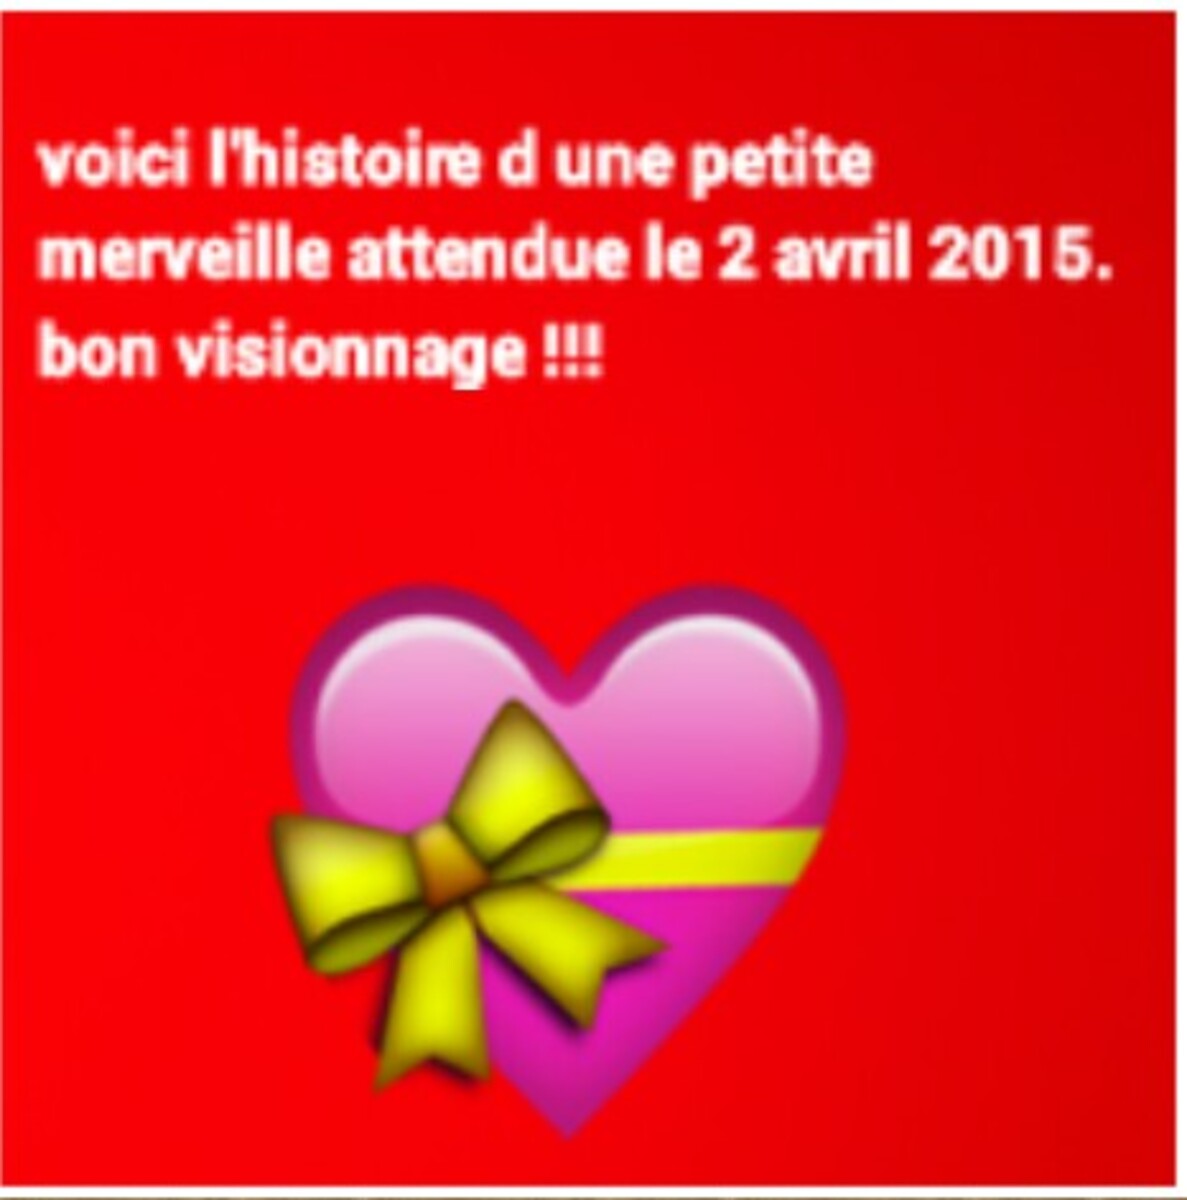 voici l'histoire d une petite
merveille attendue le 2 avril 2015.
bon visionnage !!!